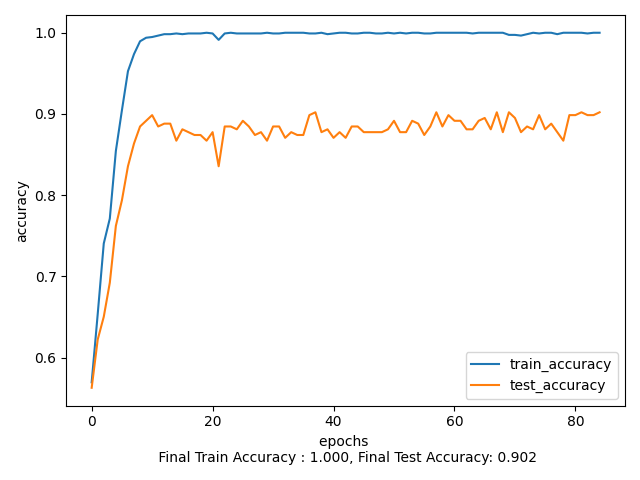 1.0
0.9
0.8
0.7
0.6
accuracy
train_accuracy
test_accuracy
0 20 40 60 80
epochs
Final Train Accuracy : 1.000, Final Test Accuracy: 0.902